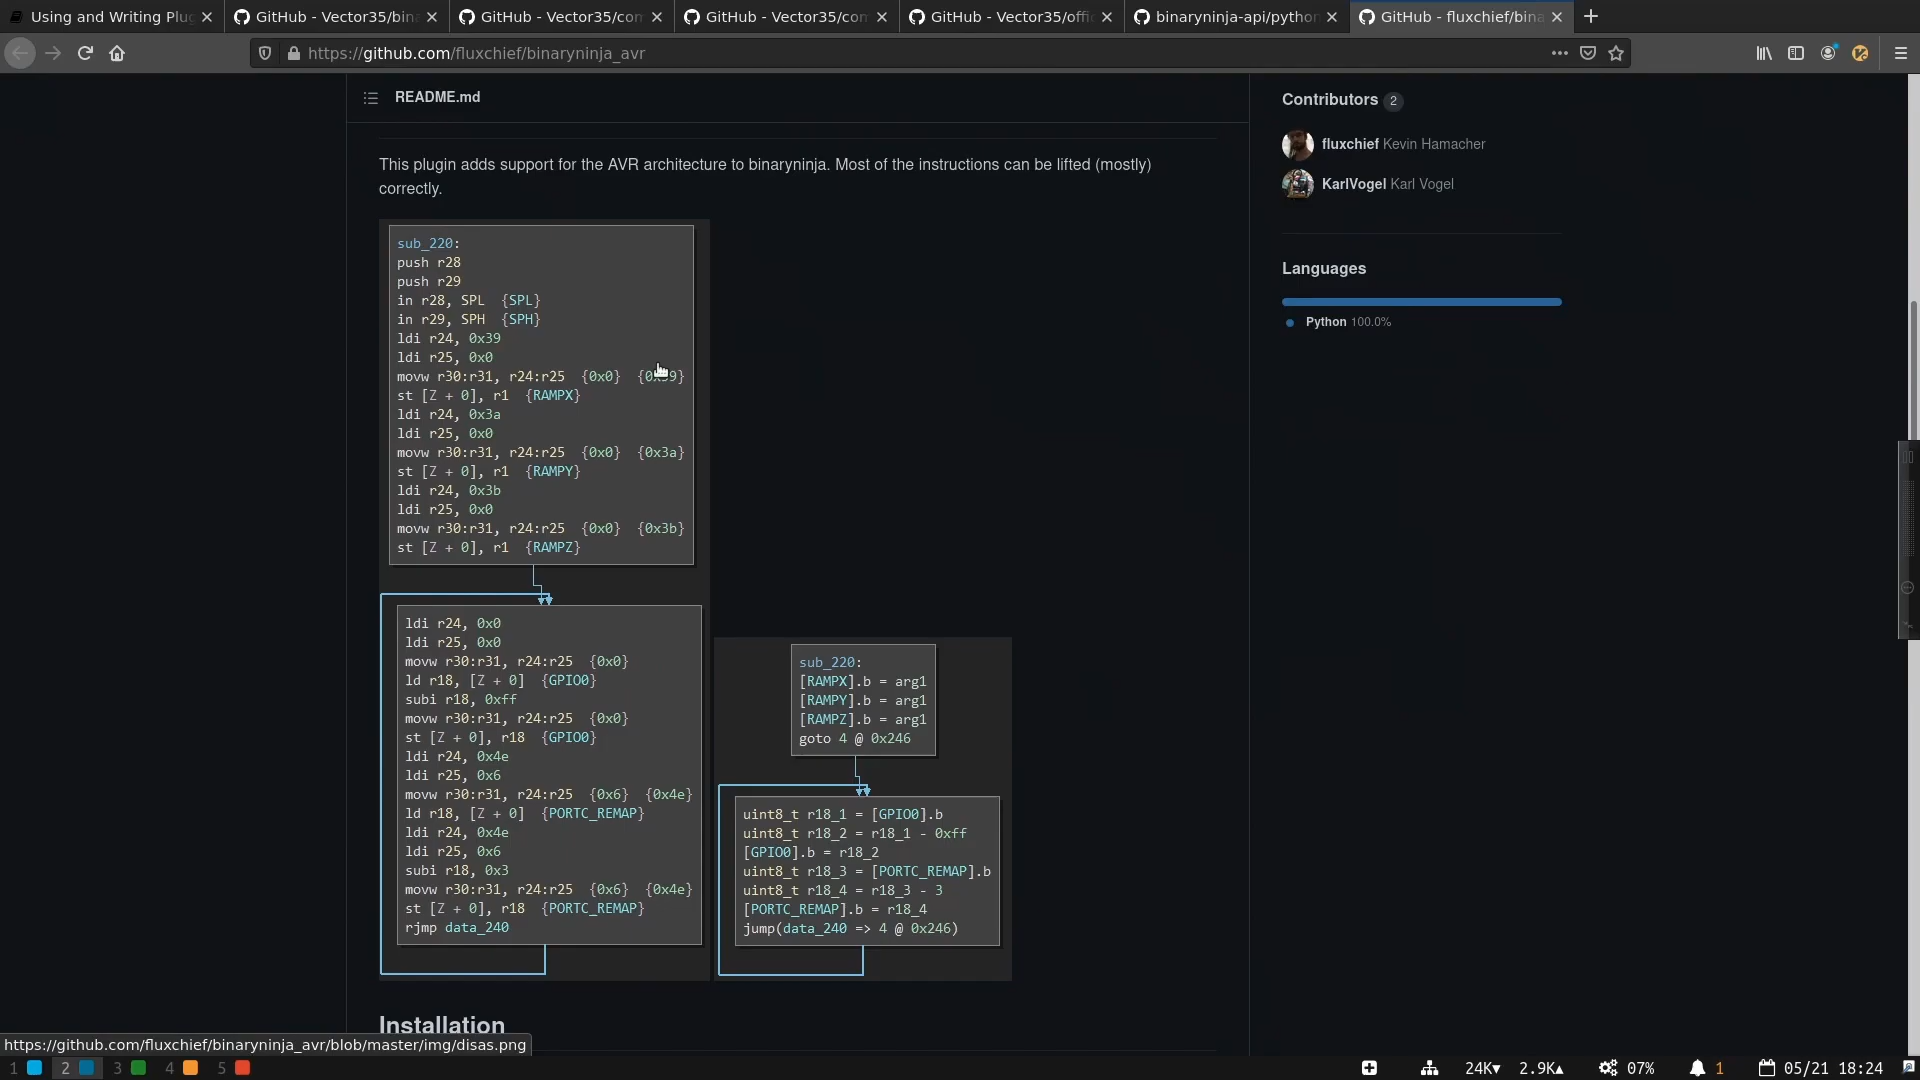 Using and Writing Plug
GitHub - Vector35/bina
GitHub - Vector35/com
GitHub - Vector35/com
GitHub - Vector35/offi
binaryninja-api/python
GitHub - fluxchief/bina
https://github.com/fluxchief/binaryninja_avr
README.md
This plugin adds support for the AVR architecture to binaryninja. Most of the instructions can be lifted (mostly)
correctly.
sub_220:
push r28
push r29
in r28, SPL {SPL}
in r29, SPH {SPH}
ldi r24, 0x39
ldi r25, 0x0
movw r30:r31, r24:r25 {0x0} {0x39}
st [Z + 0], r1 {RAMPX}
ldi r24, 0x3a
ldi r25, 0x0
movw r30:r31, r24:r25 {0x0} {0x3a}
st [Z + 0], r1 {RAMPY}
ldi r24, 0x3b
ldi r25, 0x0
movw r30:r31, r24:r25 {0x0} {0x3b}
st [Z + 0], r1 {RAMPZ}
ldi r24, 0x0
ldi r25, 0x0
movw r30:r31, r24:r25 {0x0}
ld r18, [Z + 0] {GPIO0}
subi r18, 0xff
movw r30:r31, r24:r25 {0x0}
st [Z + 0], r18 {GPIO0}
ldi r24, 0x4e
ldi r25, 0x6
movw r30:r31, r24:r25 {0x6} {0x4e}
ld r18, [Z + 0] {PORTC_REMAP}
ldi r24, 0x4e
ldi r25, 0x6
subi r18, 0x3
movw r30:r31, r24:r25 {0x6} {0x4e}
st [Z + 0], r18 {PORTC_REMAP}
rjmp data_240
sub_220:
[RAMPX].b = arg1
[RAMPY].b = arg1
[RAMPZ].b = arg1
goto 4 @ 0x246
uint8_t r18_1 = [GPIO0].b
uint8_t r18_2 = r18_1 - 0xff
[GPIO0].b = r18_2
uint8_t r18_3 = [PORTC_REMAP].b
uint8_t r18_4 = r18_3 - 3
[PORTC_REMAP].b = r18_4
jump(data_240 => 4 @ 0x246)
Installation
Contributors 2
fluxchief Kevin Hamacher
KarlVogel Karl Vogel
Languages
Python 100.0%
https://github.com/fluxchief/binaryninja_avr/blob/master/img/disas.png
1 2 3 4 5
24K▾ 2.9K▴ 07% 1 05/21 18:24